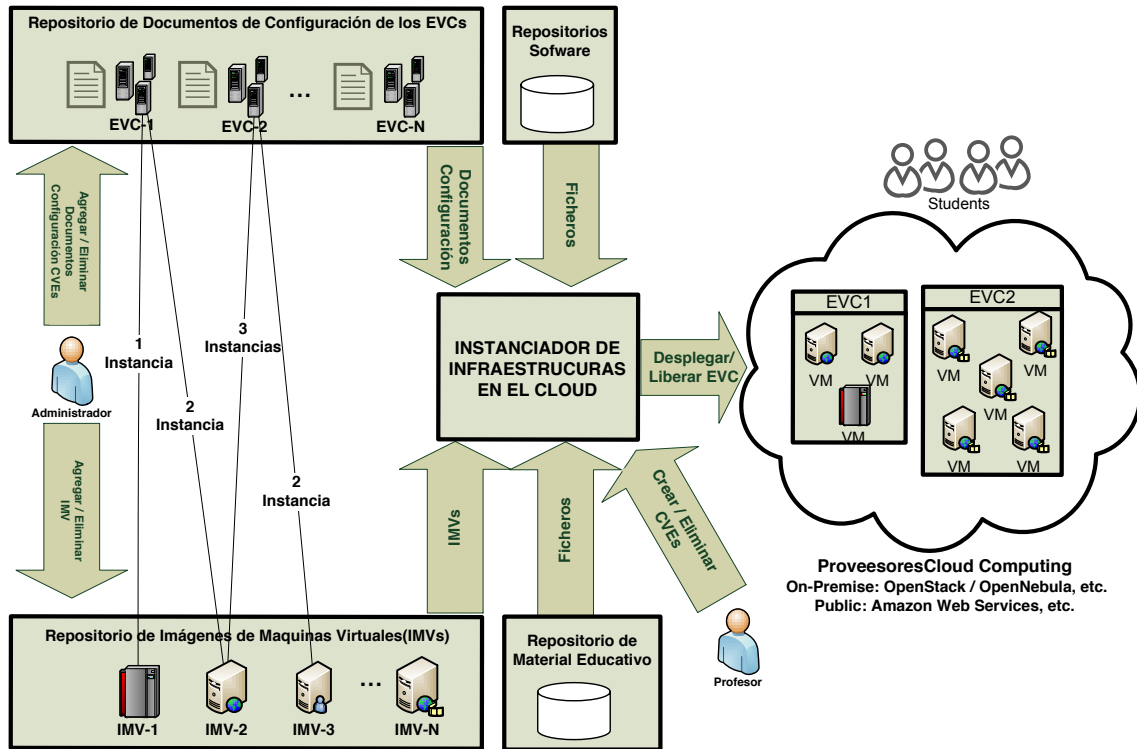 Repositorio de Documentos de Configuración de los EVCs
EVC-1
EVC-2
...
EVC-N
Repositorios
Sofware
Agregar / Eliminar
Documentos
Configuración CVEs
Documentos
Configuración
Ficheros
Students
EVC1
VM
VM
VM
EVC2
VM
VM
VM
VM
VM
1
Instancia
3
Instancias
2
Instancia
2
Instancia
Administrador
INSTANCIADOR DE
INFRAESTRUCURAS
EN EL CLOUD
Desplegar/
Liberar EVC
Agregar / Eliminar
IMV
IMVs
Ficheros
Crear / Eliminar
CVEs
ProveesoresCloud Computing
On-Premise: OpenStack / OpenNebula, etc.
Public: Amazon Web Services, etc.
Repositorio de Imágenes de Maquinas Virtuales(IMVs)
IMV-1
IMV-2
IMV-3
...
IMV-N
Repositorio de
Material Educativo
Profesor